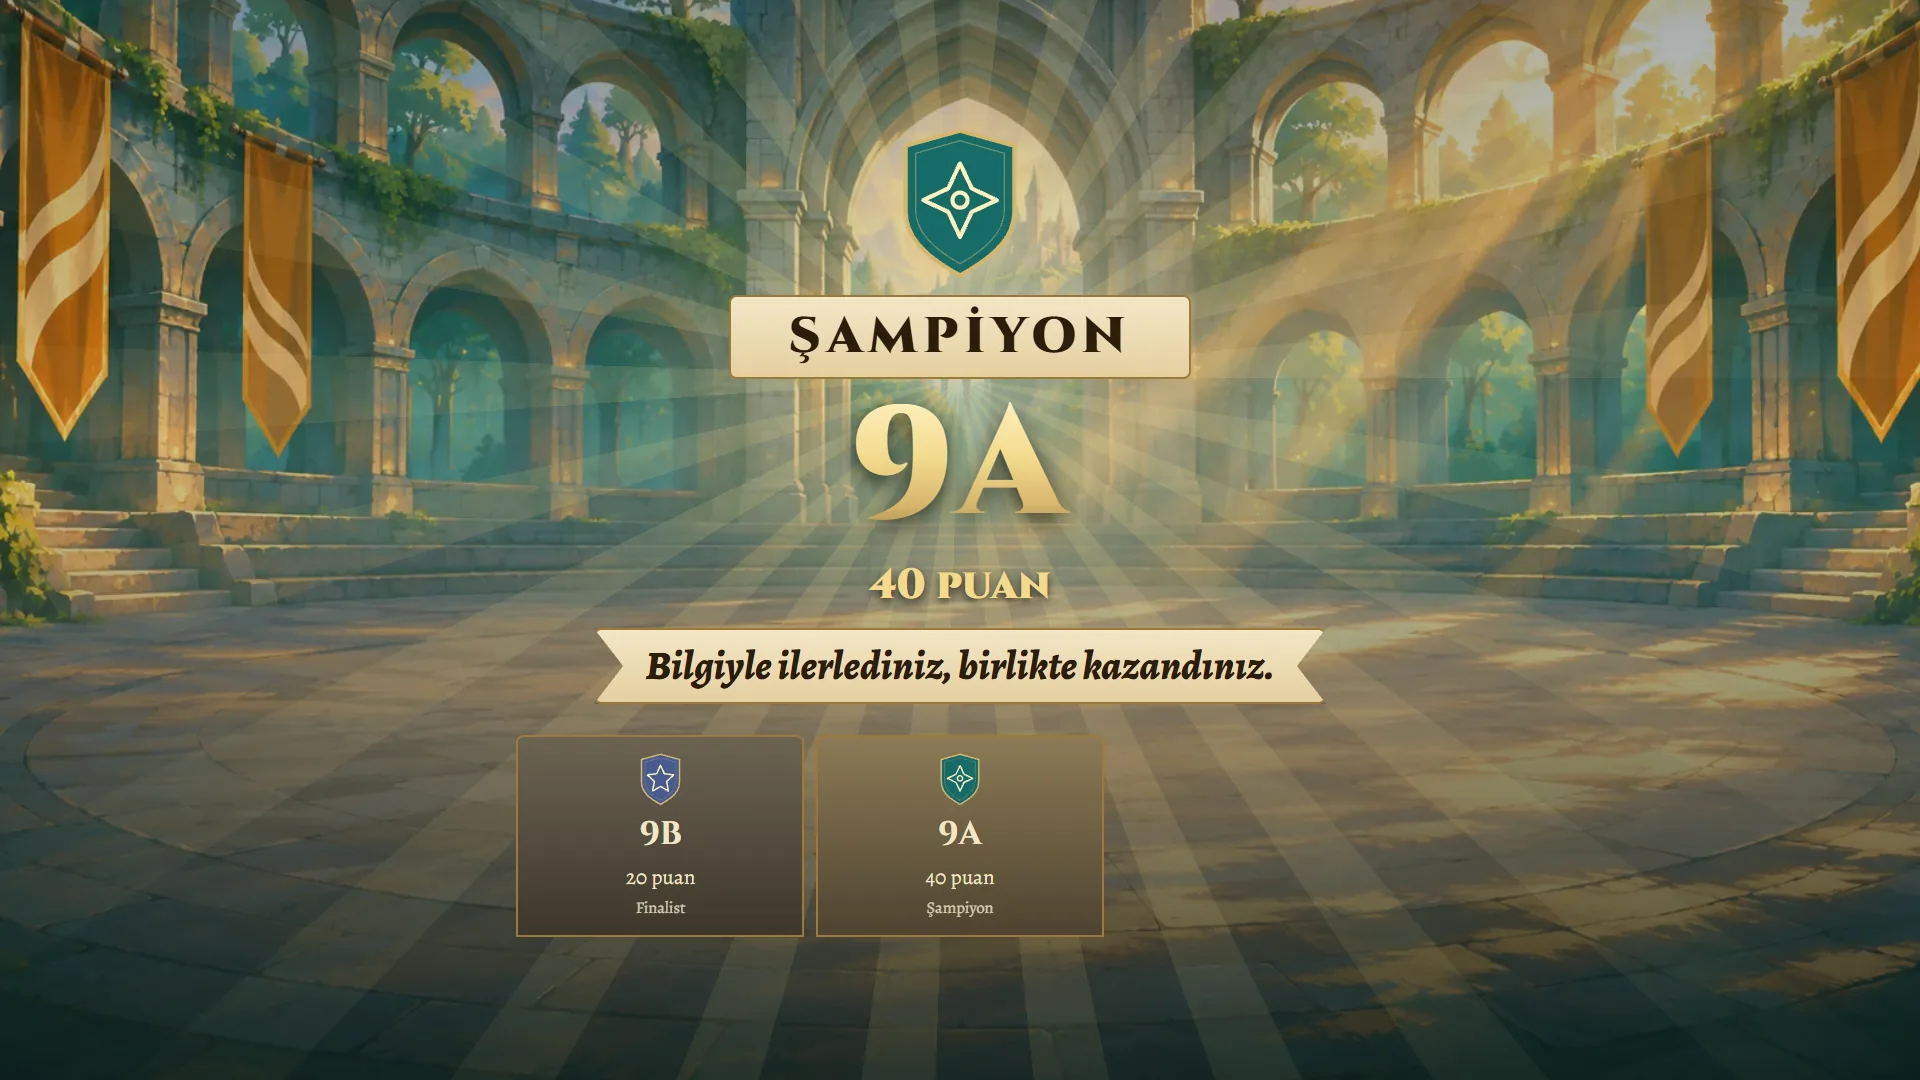 ŞAMPİYON
9A
40 PUAN
Bilgiyle ilerlediniz, birlikte kazandınız.
9B
20 puan
Finalist
9A
40 puan
Şampiyon